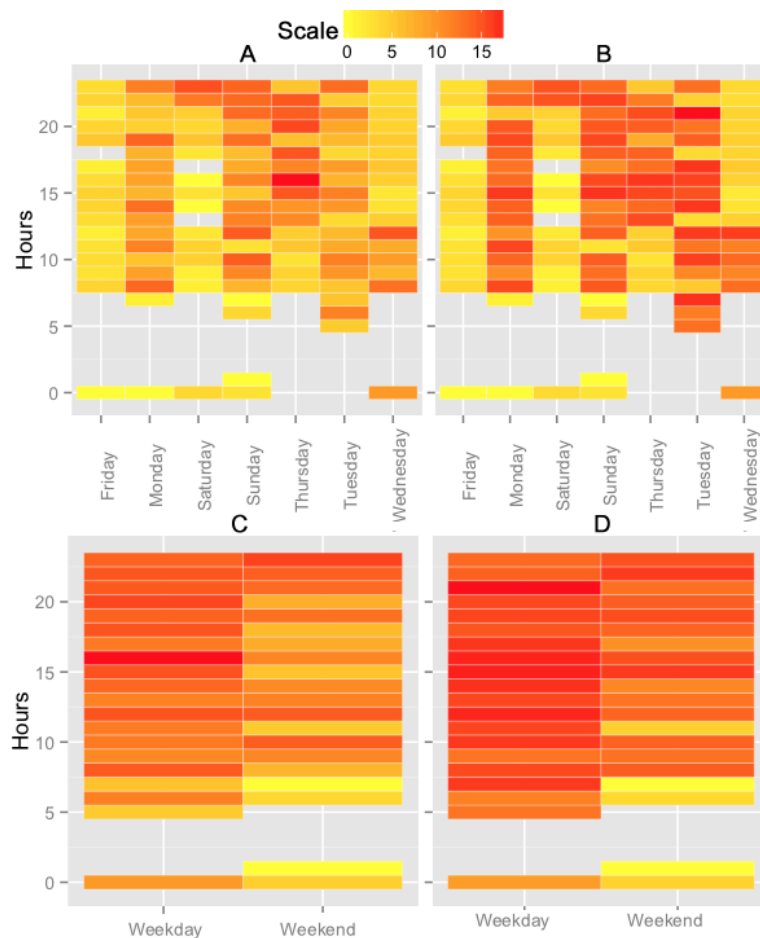 Scale
0 5 10 15
A B
Hours
20
15
10
5
0
Friday
Monday
Saturday
Sunday
Thursday
Tuesday
Wednesday
Friday
Monday
Saturday
Sunday
Thursday
Tuesday
Wednesday
C D
Hours
20
15
10
5
0
Weekday Weekend
Weekday Weekend